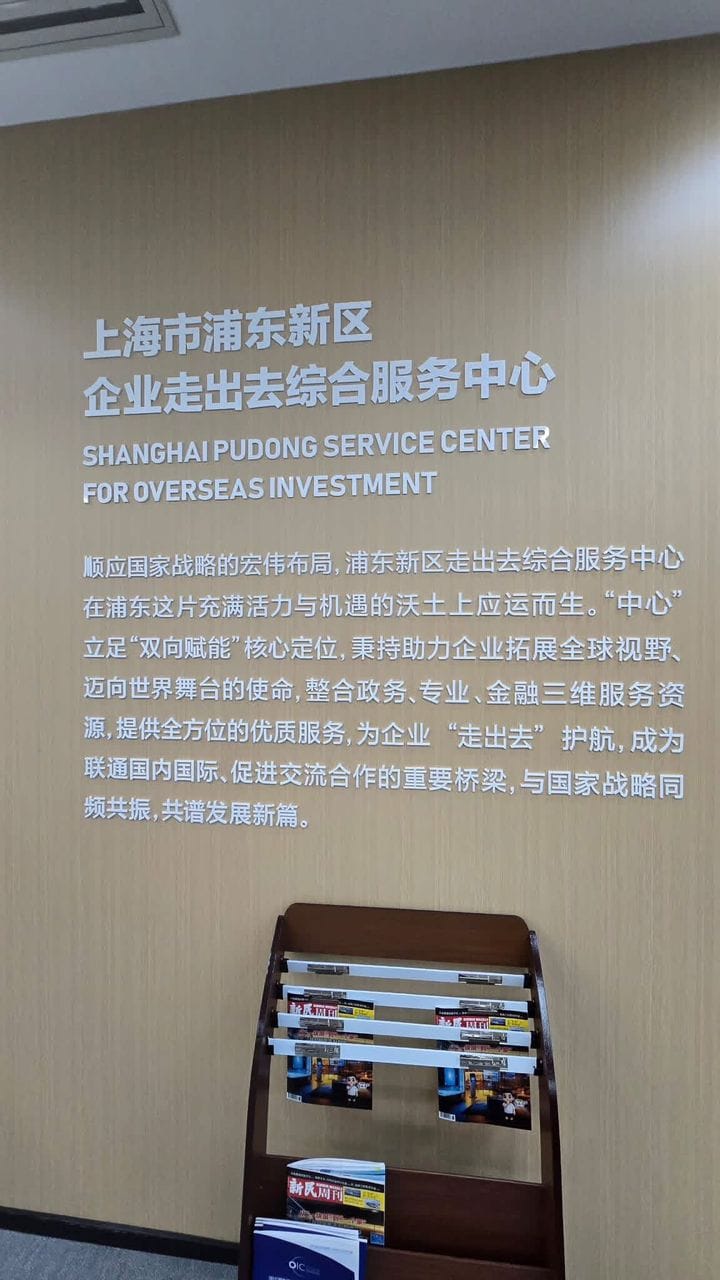 上海市浦东新区
企业走出去综合服务中心
SHANGHAI PUDONG SERVICE CENTER
FOR OVERSEAS INVESTMENT
顺应国家战略的宏伟布局，浦东新区走出去综合服务中心
在浦东这片充满活力与机遇的沃土上应运而生。“中心”
立足“双向赋能”核心定位，秉持助力企业拓展全球视野、
迈向世界舞台的使命，整合政务、专业、金融三维服务资
源，提供全方位的优质服务，为企业“走出去”护航，成为
联通国内国际、促进交流合作的重要桥梁，与国家战略同
频共振，共谱发展新篇。
新民周刊
新民周刊
新民周刊
OIC